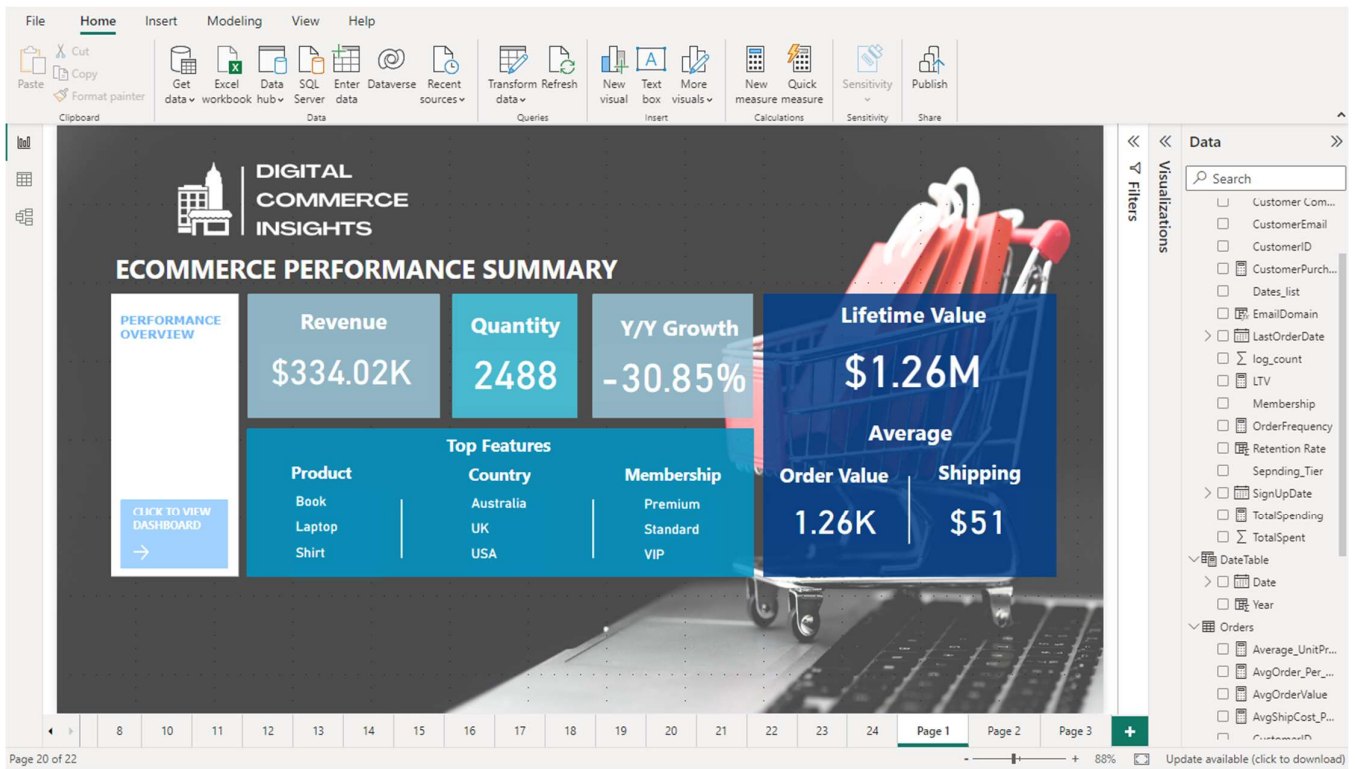 File Home Insert Modeling View Help
Paste
Cut
Copy
Format painter
Clipboard
Get data
Excel workbook
Data hub
SQL Server
Enter data
Dataverse
Recent sources
Data
Transform data
Refresh
Queries
New visual
Text box
More visuals
Insert
New measure
Quick measure
Calculations
Sensitivity
Sensitivity
Publish
Share
DIGITAL
COMMERCE
INSIGHTS
ECOMMERCE PERFORMANCE SUMMARY
PERFORMANCE
OVERVIEW
CLICK TO VIEW
DASHBOARD
Revenue
$334.02K
Quantity
2488
Y/Y Growth
-30.85%
Lifetime Value
$1.26M
Average
Order Value
1.26K
Shipping
$51
Top Features
Product
Book
Laptop
Shirt
Country
Australia
UK
USA
Membership
Premium
Standard
VIP
Filters
Visualizations
Data
Search
Customer Com...
CustomerEmail
CustomerID
CustomerPurch...
Dates_list
EmailDomain
LastOrderDate
log_count
LTV
Membership
OrderFrequency
Retention Rate
Sepnding_Tier
SignUpDate
TotalSpending
TotalSpent
DateTable
Date
Year
Orders
Average_UnitPr...
AvgOrder_Per_...
AvgOrderValue
AvgShipCost_P...
CustomerID
8 10 11 12 13 14 15 16 17 18 19 20 21 22 23 24 Page 1 Page 2 Page 3 +
Page 20 of 22
- + 88%
Update available (click to download)